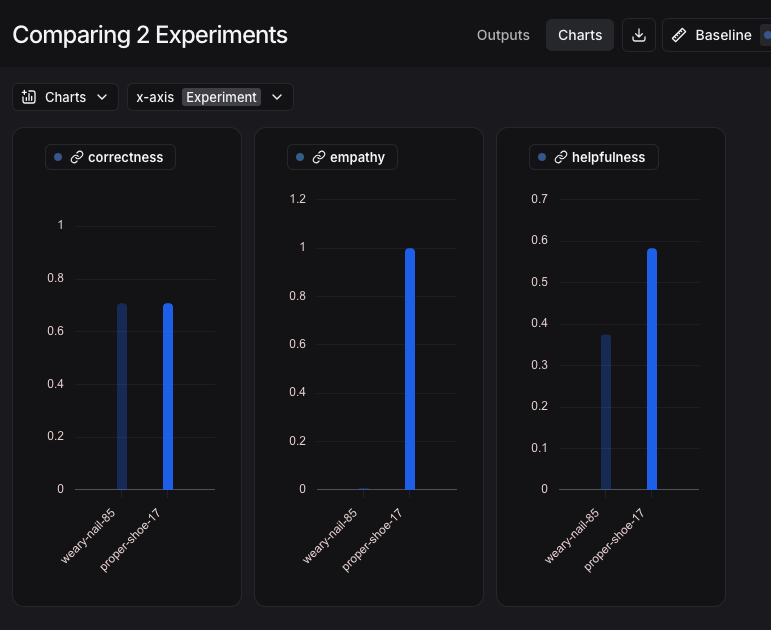 Comparing 2 Experiments
Outputs
Charts
Baseline
Charts
x-axis Experiment
correctness
1
0.8
0.6
0.4
0.2
0
weary-nail-85
proper-shoe-17
empathy
1.2
1
0.8
0.6
0.4
0.2
0
weary-nail-85
proper-shoe-17
helpfulness
0.7
0.6
0.5
0.4
0.3
0.2
0.1
0
weary-nail-85
proper-shoe-17